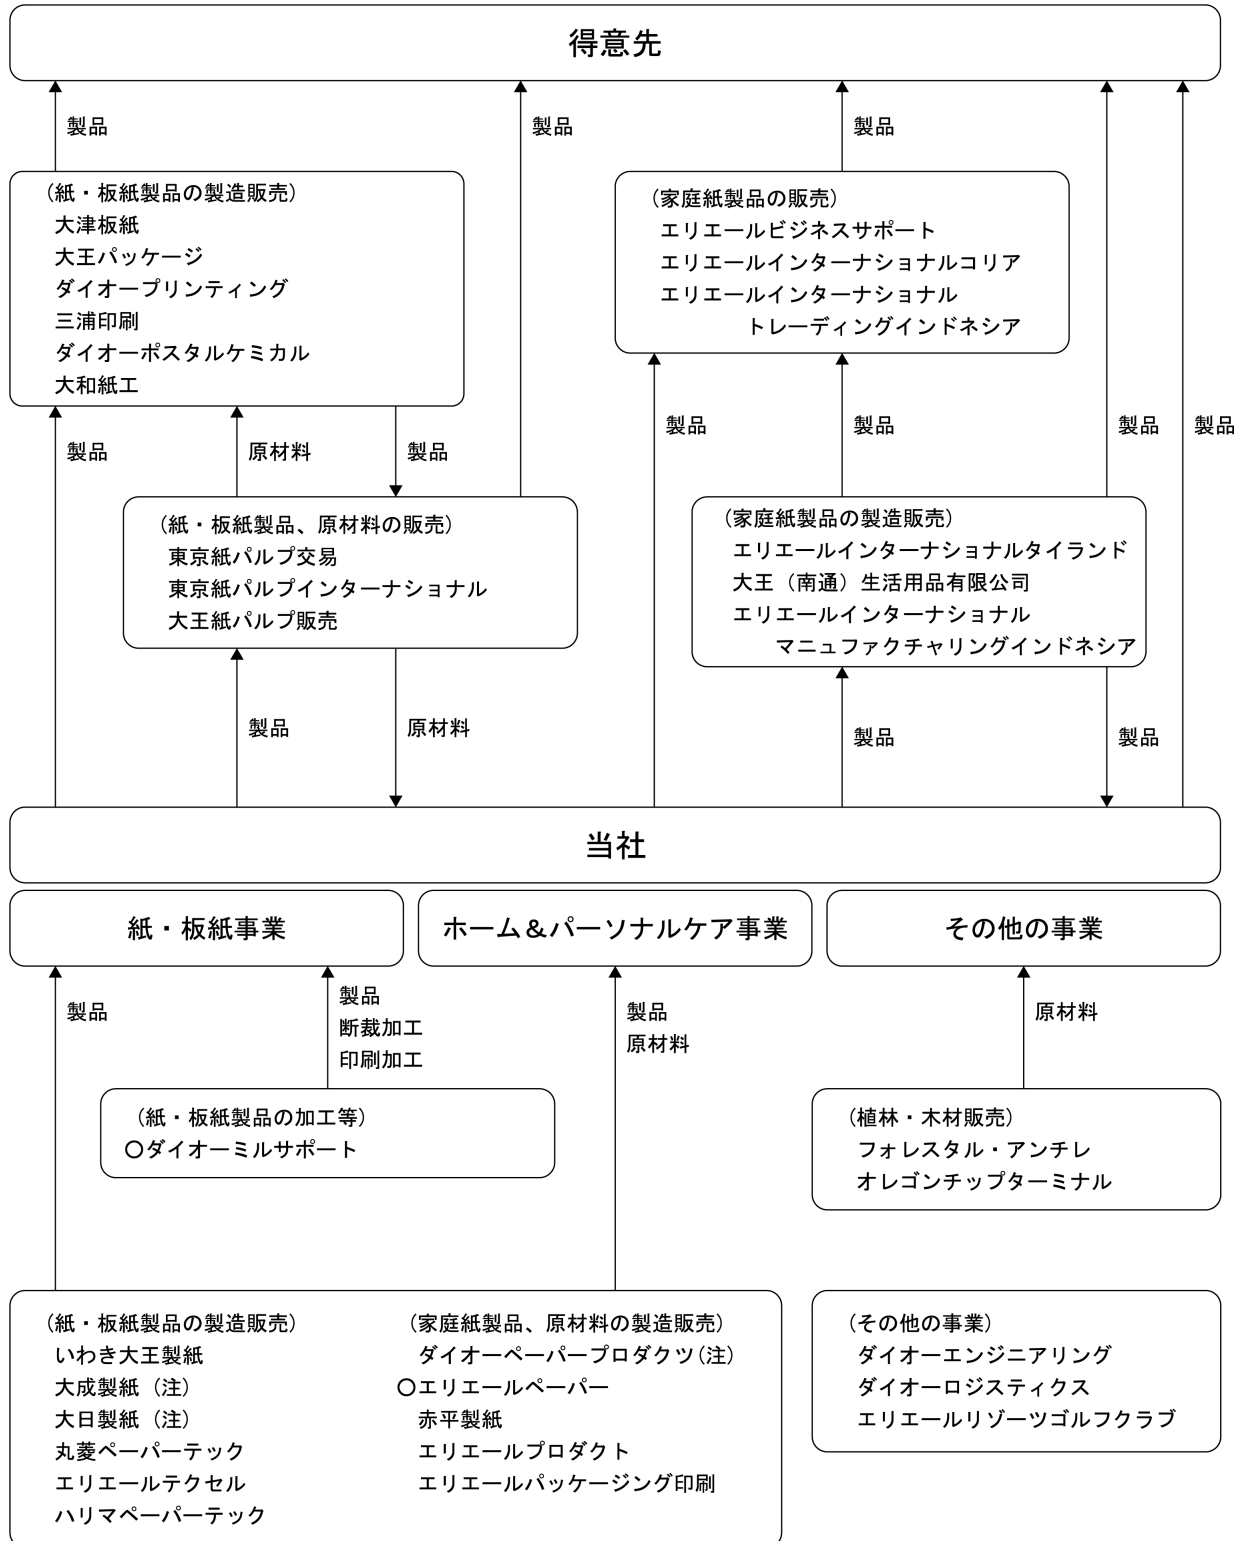 得意先
製品
製品
製品
（紙・板紙製品の製造販売）
大津板紙
大王パッケージ
ダイオープリンティング
三浦印刷
ダイオーポスタルケミカル
大和紙工
（家庭紙製品の販売）
エリエールビジネスサポート
エリエールインターナショナルコリア
エリエールインターナショナル
トレーディングインドネシア
製品
原材料
製品
製品
製品
製品
製品
（紙・板紙製品、原材料の販売）
東京紙パルプ交易
東京紙パルプインターナショナル
大王紙パルプ販売
（家庭紙製品の製造販売）
エリエールインターナショナルタイランド
大王（南通）生活用品有限公司
エリエールインターナショナル
マニュファクチャリングインドネシア
製品
原材料
製品
製品
当社
紙・板紙事業
ホーム＆パーソナルケア事業
その他の事業
製品
製品
断裁加工
印刷加工
製品
原材料
原材料
（紙・板紙製品の加工等）
○ダイオーミルサポート
（植林・木材販売）
フォレスタル・アンチレ
オレゴンチップターミナル
（紙・板紙製品の製造販売）
いわき大王製紙
大成製紙（注）
大日製紙（注）
丸菱ペーパーテック
エリエールテクセル
ハリマペーパーテック
（家庭紙製品、原材料の製造販売）
ダイオーペーパープロダクツ（注）
○エリエールペーパー
赤平製紙
エリエールプロダクト
エリエールパッケージング印刷
（その他の事業）
ダイオーエンジニアリング
ダイオーロジスティクス
エリエールリゾーツゴルフクラブ